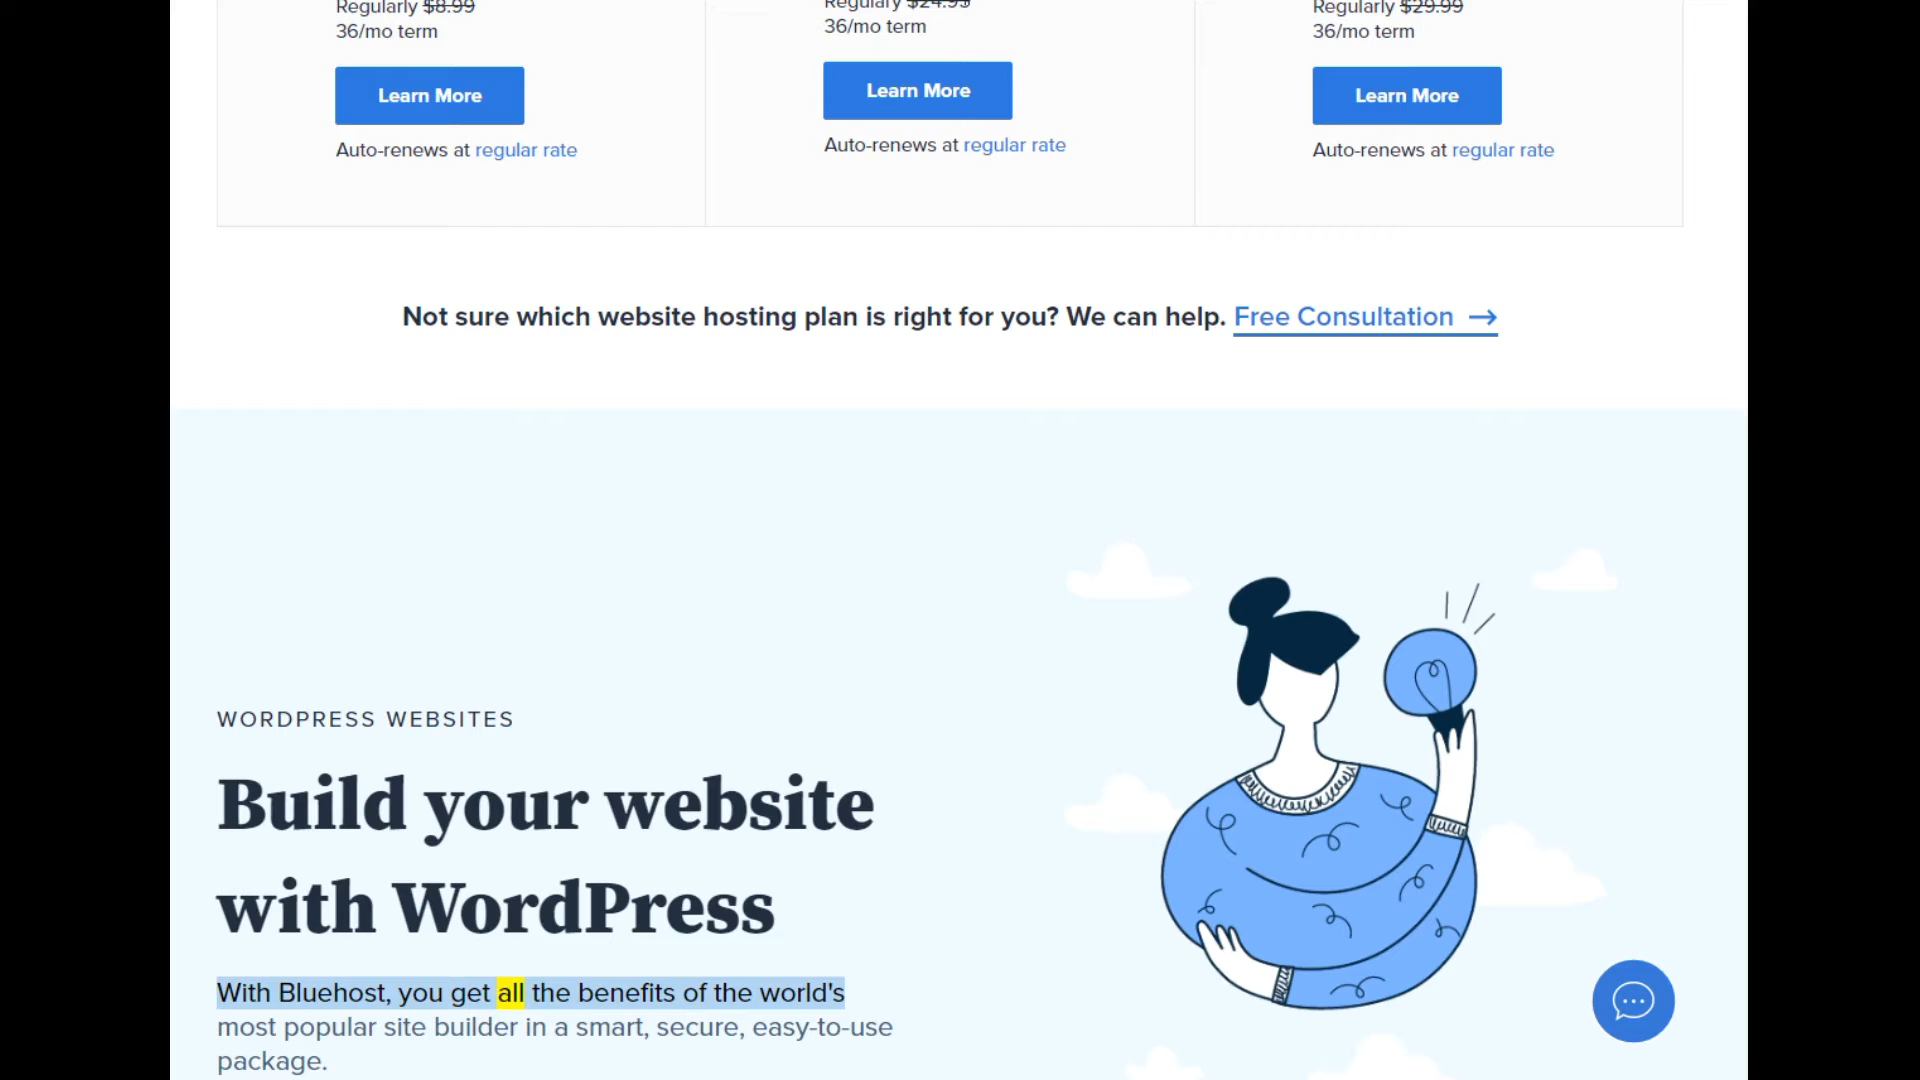 Regularly $8.99
Regulary $24.95
Regularly $29.99
36/mo term
36/mo term
36/mo term
Learn More
Learn More
Learn More
Auto-renews at regular rate
Auto-renews at regular rate
Auto-renews at regular rate
Not sure which website hosting plan is right for you? We can help. Free Consultation →
WORDPRESS WEBSITES
Build your website
with WordPress
With Bluehost, you get all the benefits of the world's
most popular site builder in a smart, secure, easy-to-use
package.